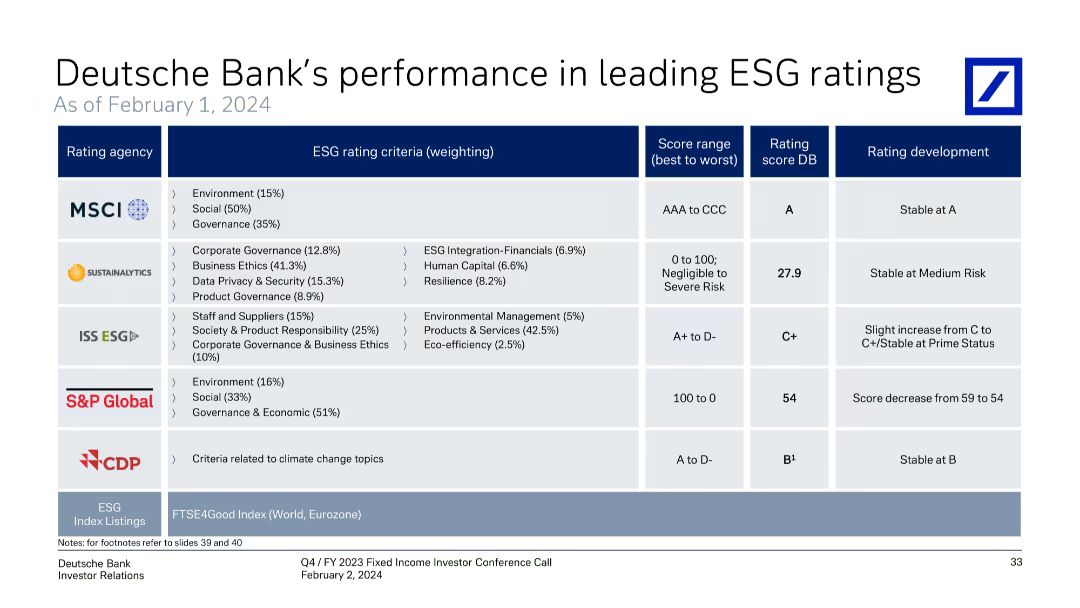 Deutsche Bank's performance in leading ESG ratings
As of February 1, 2024
Rating agency
ESG rating criteria (weighting)
Score range
(best to worst)
Rating
score DB
Rating development
MSCI
Environment (15%)
Social (50%)
Governance (35%)
AAA to CCC
A
Stable at A
SUSTAINALYTICS
Corporate Governance (12.8%)
Business Ethics (41.3%)
Data Privacy & Security (15.3%)
Product Governance (8.9%)
ESG Integration-Financials (6.9%)
Human Capital (6.6%)
Resilience (8.2%)
0 to 100;
Negligible to
Severe Risk
27.9
Stable at Medium Risk
ISS ESG
Staff and Suppliers (15%)
Society & Product Responsibility (25%)
Corporate Governance & Business Ethics
(10%)
Environmental Management (5%)
Products & Services (42.5%)
Eco-efficiency (2.5%)
A+ to D-
C+
Slight increase from C to
C+/Stable at Prime Status
S&P Global
Environment (16%)
Social (33%)
Governance & Economic (51%)
100 to 0
54
Score decrease from 59 to 54
CDP
Criteria related to climate change topics
A to D-
B¹
Stable at B
ESG
Index Listings
FTSE4Good Index (World, Eurozone)
Notes: for footnotes refer to slides 39 and 40
Deutsche Bank
Investor Relations
Q4 / FY 2023 Fixed Income Investor Conference Call
February 2, 2024
33